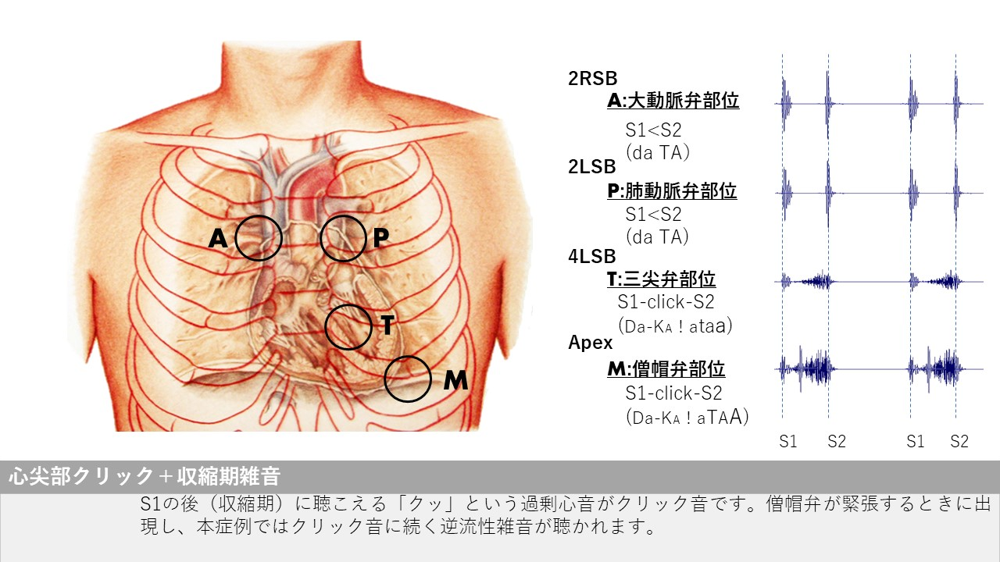 A
P
T
M
2RSB
A:大動脈弁部位
S1<S2
(da TA)
2LSB
P:肺動脈弁部位
S1<S2
(da TA)
4LSB
T:三尖弁部位
S1-click-S2
(Da-KA！ataa)
Apex
M:僧帽弁部位
S1-click-S2
(Da-KA！aTAA)
S1 S2 S1 S2
心尖部クリック＋収縮期雑音
S1の後（収縮期）に聴こえる「クッ」という過剰心音がクリック音です。僧帽弁が緊張するときに出
現し、本症例ではクリック音に続く逆流性雑音が聴かれます。